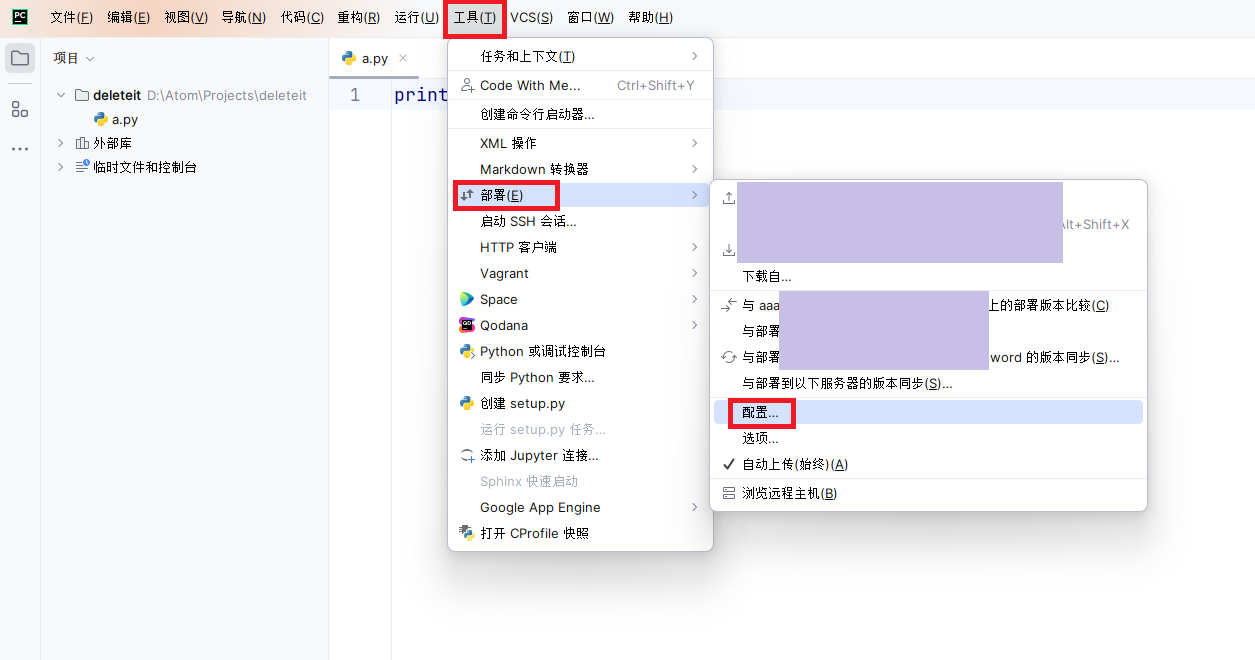 PC 文件(F) 编辑(E) 视图(V) 导航(N) 代码(C) 重构(R) 运行(U) 工具(T) VCS(S) 窗口(W) 帮助(H)
项目
deleteit D:\Atom\Projects\deleteit
a.py
外部库
临时文件和控制台
a.py
1 print
任务和上下文(T)
Code With Me... Ctrl+Shift+Y
创建命令行启动器...
XML 操作
Markdown 转换器
部署(E)
启动 SSH 会话...
HTTP 客户端
Vagrant
Space
Qodana
Python 或调试控制台
同步 Python 要求...
创建 setup.py
运行 setup.py 任务...
添加 Jupyter 连接...
Sphinx 快速启动
Google App Engine
打开 CProfile 快照
Alt+Shift+X
下载自...
与 aaa 上的部署版本比较(C)
与部署
与部署 word 的版本同步(S)...
与部署到以下服务器的版本同步(S)...
配置...
选项...
自动上传(始终)(A)
浏览远程主机(B)